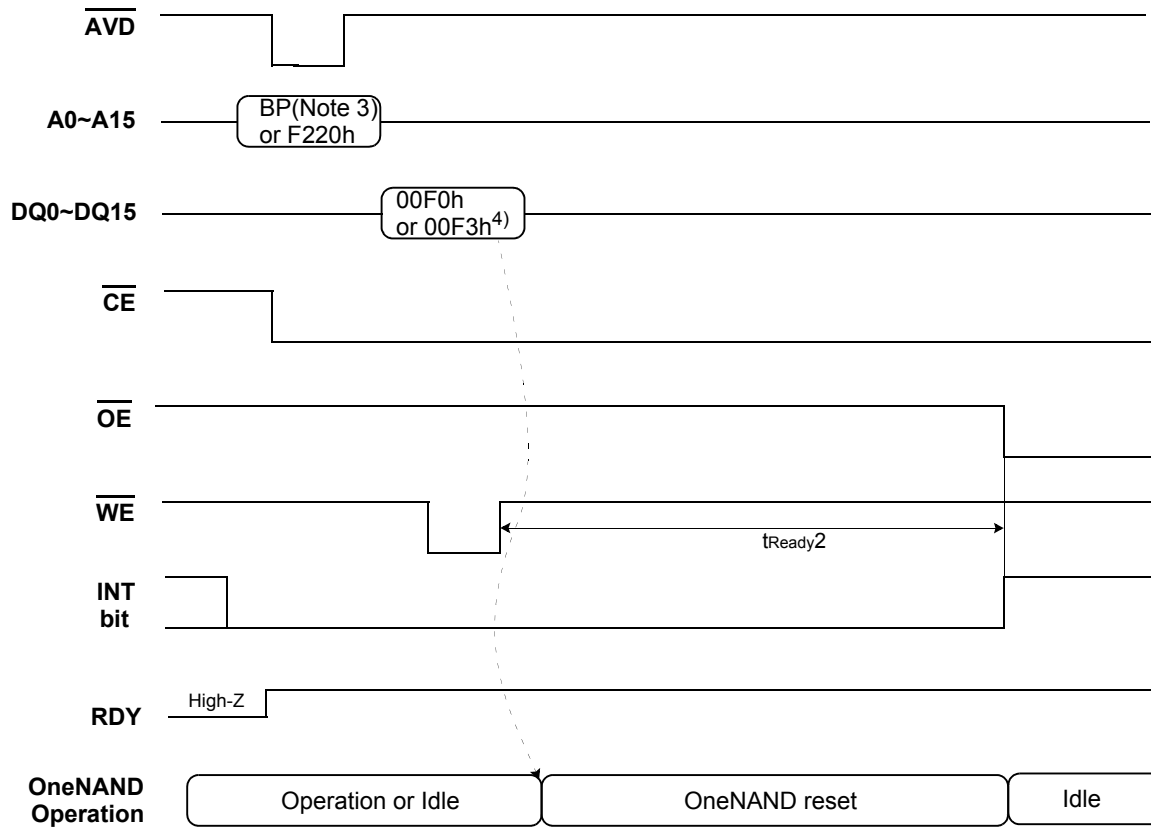 AVD
A0~A15
BP(Note 3)
or F220h
DQ0~DQ15
00F0h
or 00F3h4)
CE
OE
WE
tReady2
INT
bit
High-Z
RDY
OneNAND
Operation
Operation or Idle
OneNAND reset
Idle